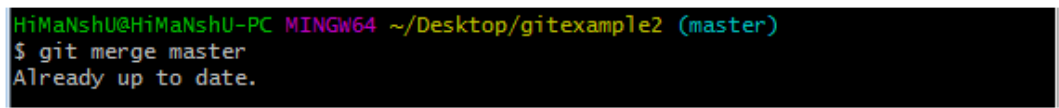 HiMaNshU@HiMaNshU-PC MINGW64 ~/Desktop/gitexample2 (master)
$ git merge master
Already up to date.